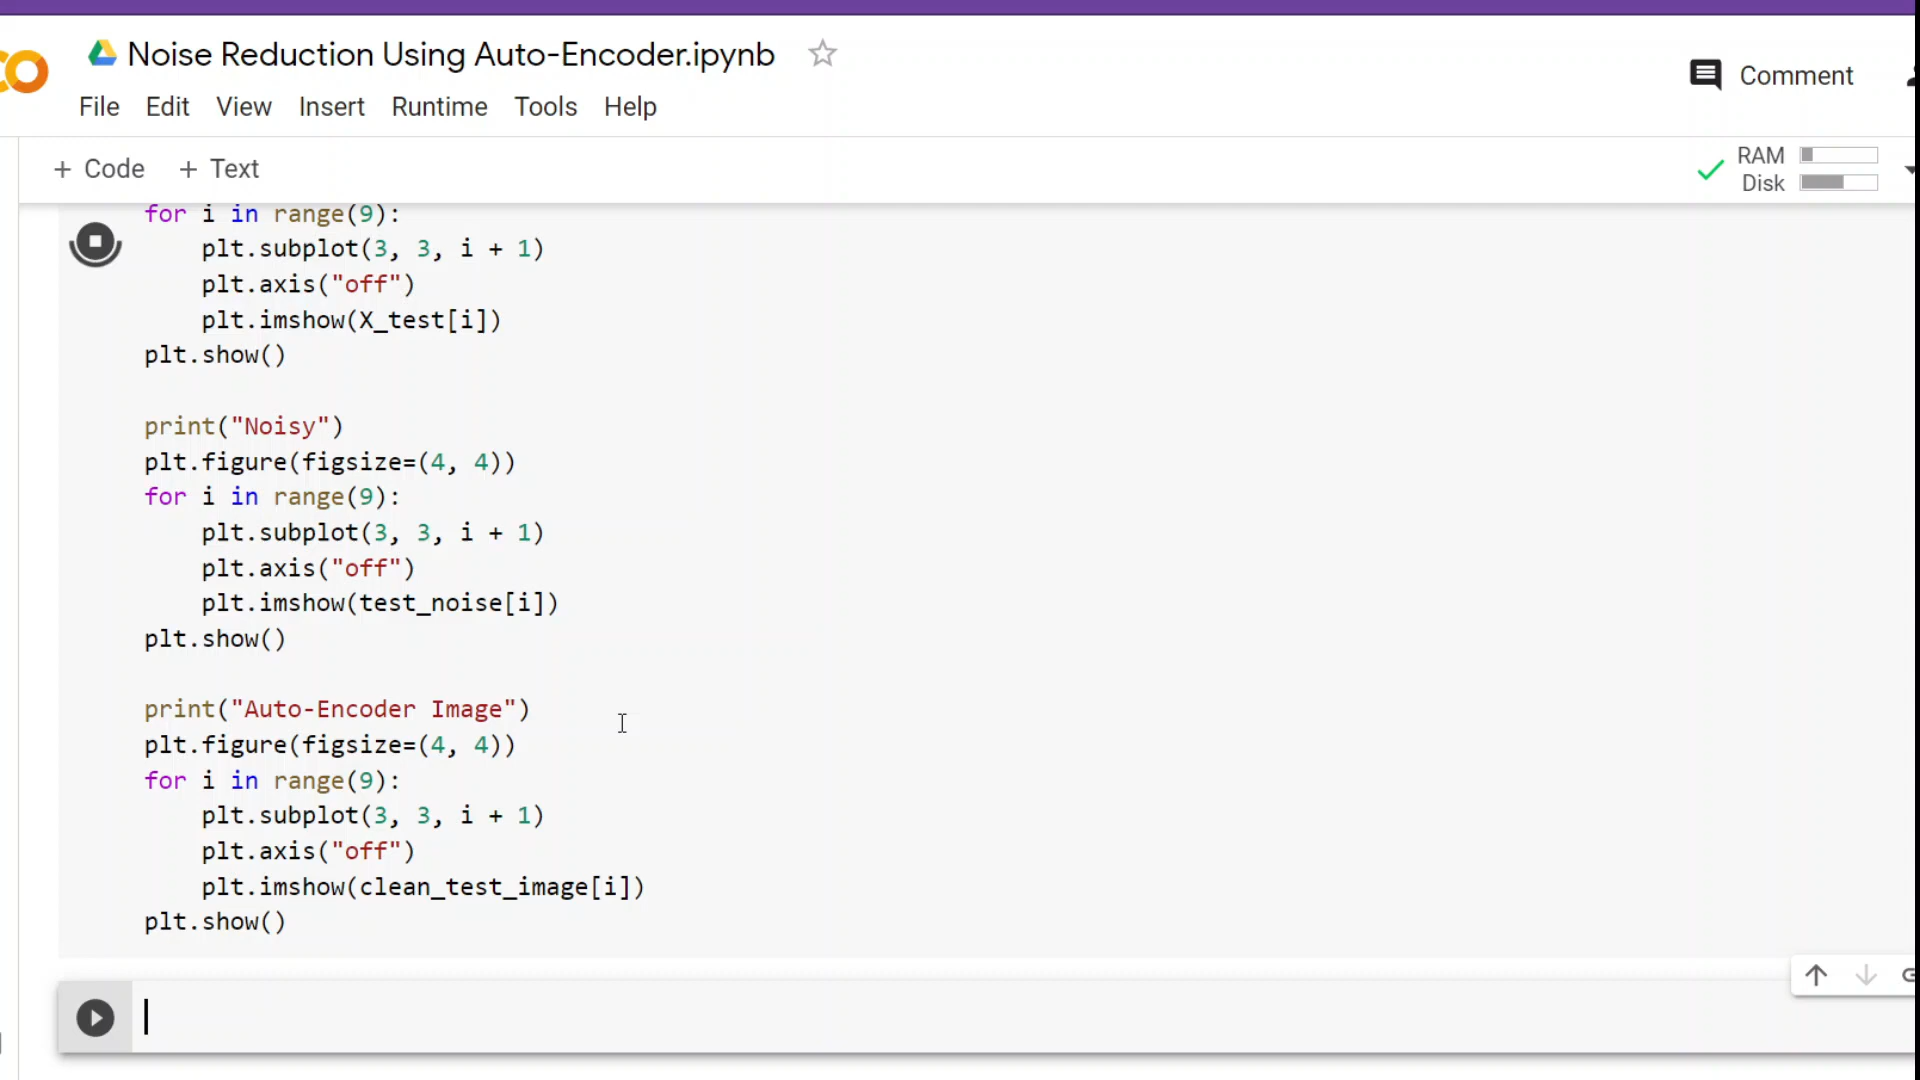 Noise Reduction Using Auto-Encoder.ipynb
Comment
File Edit View Insert Runtime Tools Help
+ Code + Text
RAM
Disk
for i in range(9):
    plt.subplot(3, 3, i + 1)
    plt.axis("off")
    plt.imshow(X_test[i])
plt.show()
print("Noisy")
plt.figure(figsize=(4, 4))
for i in range(9):
    plt.subplot(3, 3, i + 1)
    plt.axis("off")
    plt.imshow(test_noise[i])
plt.show()
print("Auto-Encoder Image")
plt.figure(figsize=(4, 4))
for i in range(9):
    plt.subplot(3, 3, i + 1)
    plt.axis("off")
    plt.imshow(clean_test_image[i])
plt.show()